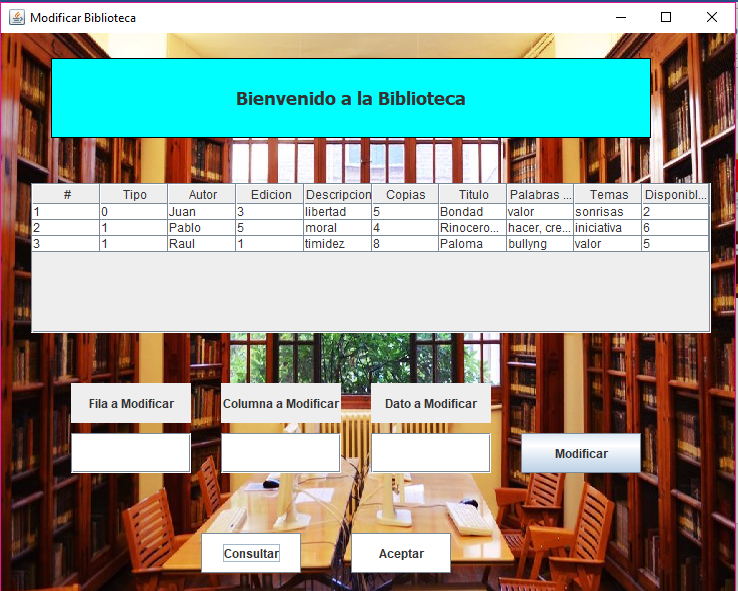 Modificar Biblioteca
Bienvenido a la Biblioteca
# Tipo Autor Edicion Descripcion Copias Titulo Palabras ... Temas Disponibl...
1 0 Juan 3 libertad 5 Bondad valor sonrisas 2
2 1 Pablo 5 moral 4 Rinocero... hacer, cre... iniciativa 6
3 1 Raul 1 timidez 8 Paloma bullyng valor 5
Fila a Modificar Columna a Modificar Dato a Modificar
Modificar
Consultar Aceptar